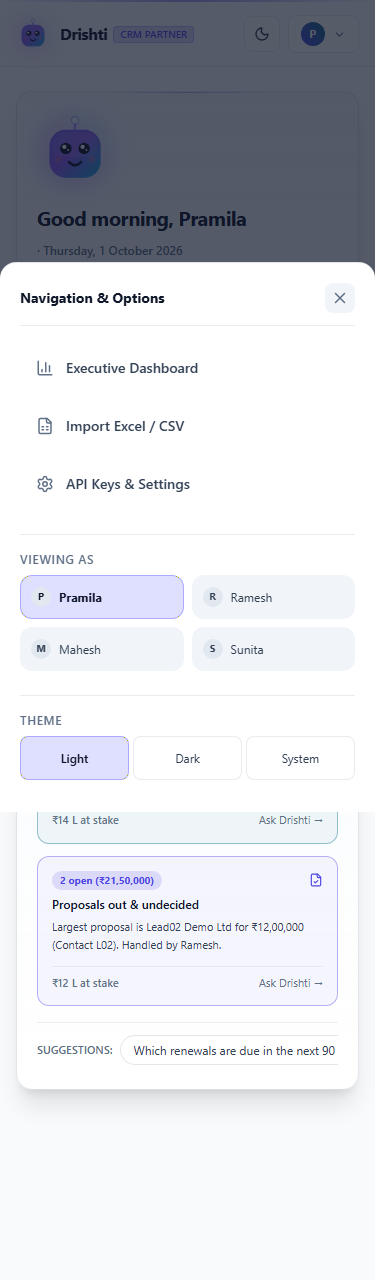 Drishti CRM PARTNER
P
Good morning, Pramila
· Thursday, 1 October 2026
Navigation & Options
Executive Dashboard
Import Excel / CSV
API Keys & Settings
VIEWING AS
P Pramila
R Ramesh
M Mahesh
S Sunita
THEME
Light
Dark
System
₹14 L at stake
Ask Drishti →
2 open (₹21,50,000)
Proposals out & undecided
Largest proposal is Lead02 Demo Ltd for ₹12,00,000
(Contact L02). Handled by Ramesh.
₹12 L at stake
Ask Drishti →
SUGGESTIONS: Which renewals are due in the next 90